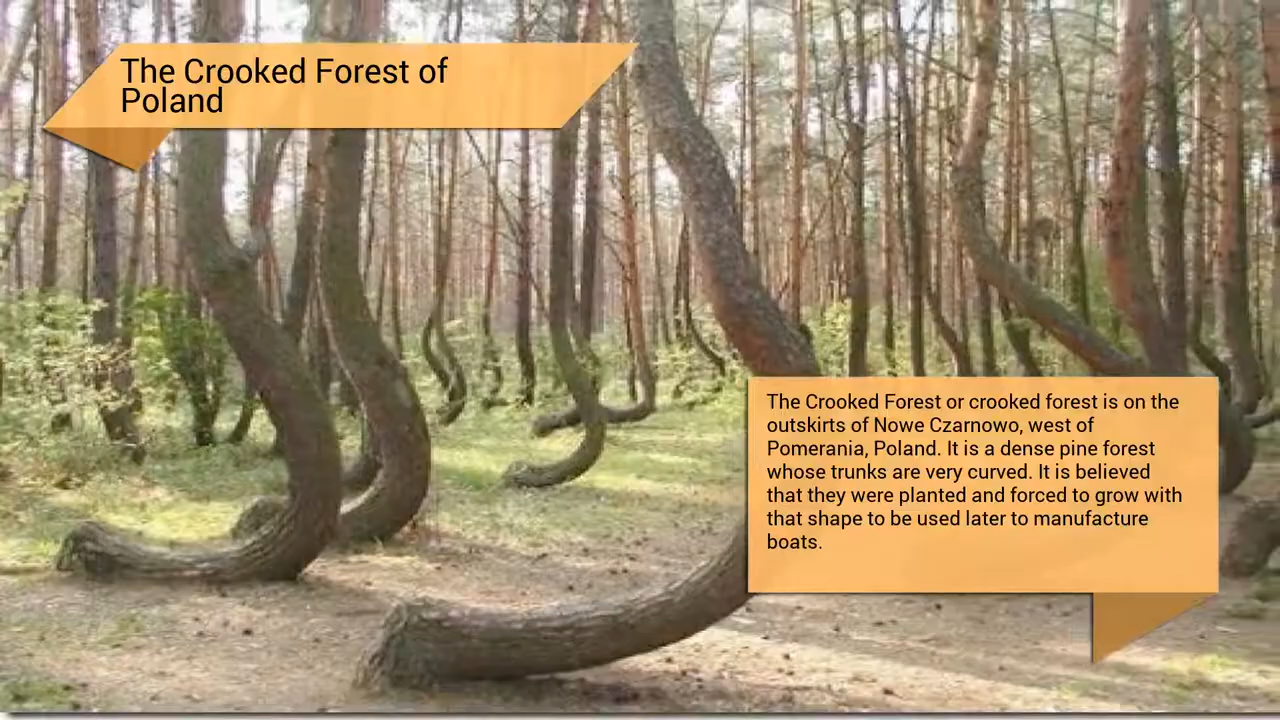 The Crooked Forest of
Poland
The Crooked Forest or crooked forest is on the
outskirts of Nowe Czarnowo, west of
Pomerania, Poland. It is a dense pine forest
whose trunks are very curved. It is believed
that they were planted and forced to grow with
that shape to be used later to manufacture
boats.